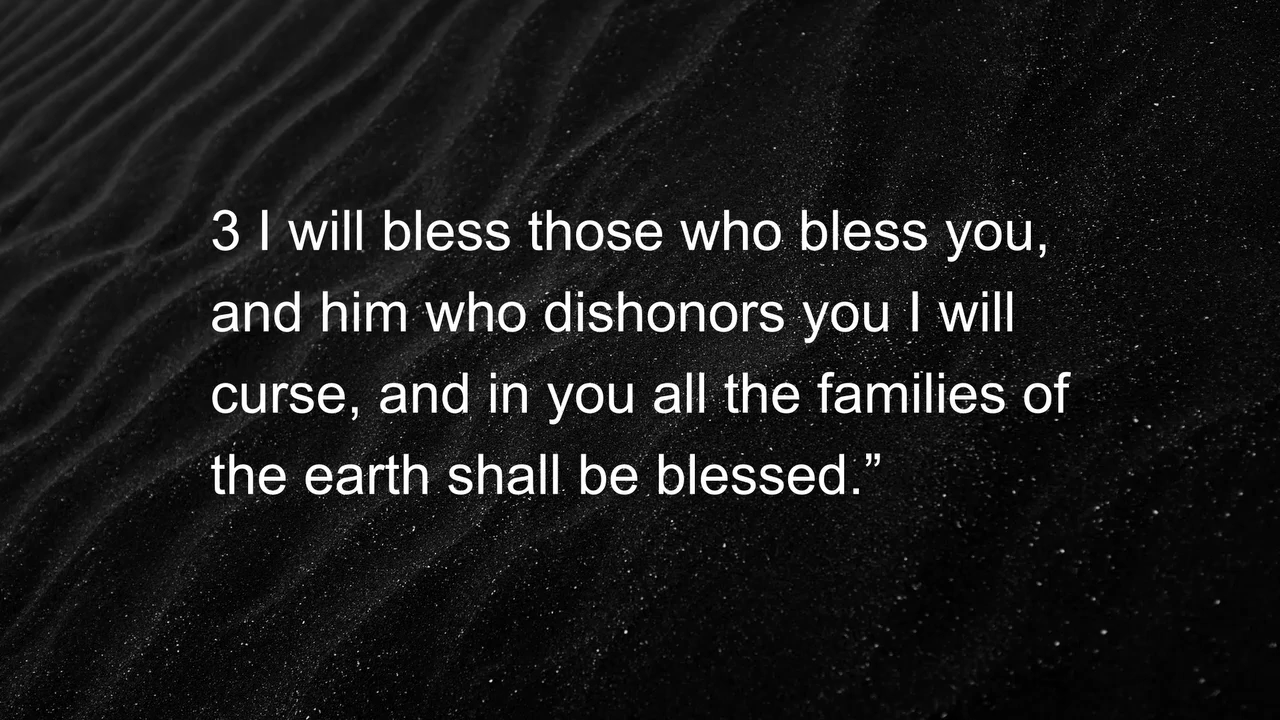 3 I will bless those who bless you,
and him who dishonors you I will
curse, and in you all the families of
the earth shall be blessed.”